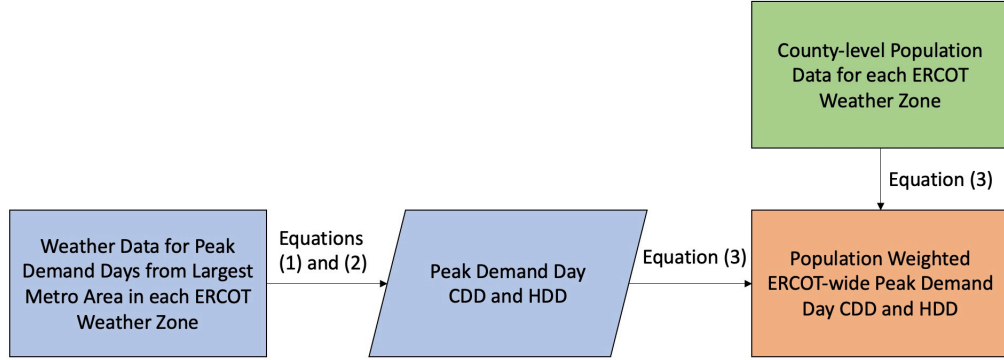 County-level Population
Data for each ERCOT
Weather Zone
Equation (3)
Weather Data for Peak
Demand Days from Largest
Metro Area in each ERCOT
Weather Zone
Equations
(1) and (2)
Peak Demand Day
CDD and HDD
Equation (3)
Population Weighted
ERCOT-wide Peak Demand
Day CDD and HDD